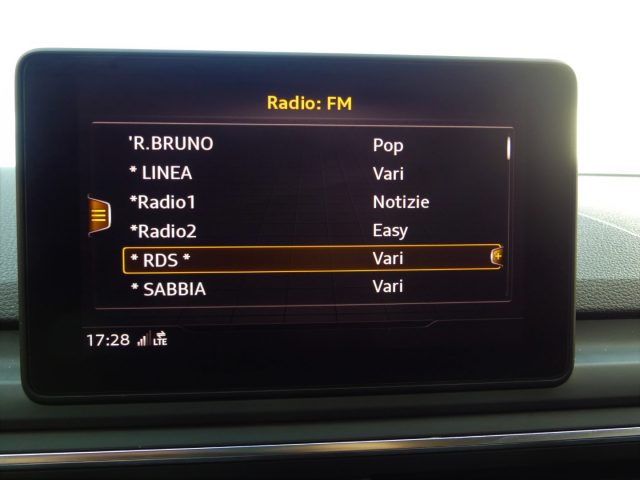 Radio: FM
'R.BRUNO Pop
* LINEA Vari
*Radio1 Notizie
*Radio2 Easy
* RDS * Vari
* SABBIA Vari
17:28 LTE